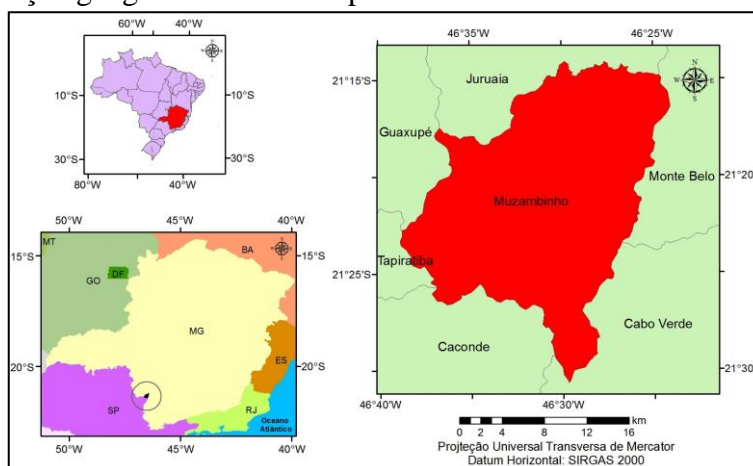 60°W 40°W
10°S 10°S
30°S 30°S
80°W 60°W 40°W
50°W 45°W 40°W
MT
BA
15°S 15°S
DF
GO
MG
ES
20°S 20°S
SP
RJ
Oceano
Atlântico
50°W 45°W 40°W
46°35'W 46°25'W
N
W E
S
21°15'S
Juruaia
Guaxupé
Monte Belo
21°20'S
Muzambinho
Tapiratiba
21°25'S
Cabo Verde
Caconde
21°30'S
46°40'W 46°30'W
km
0 2 4 8 12 16
Projeção Universal Transversa de Mercator
Datum Horizontal: SIRGAS 2000